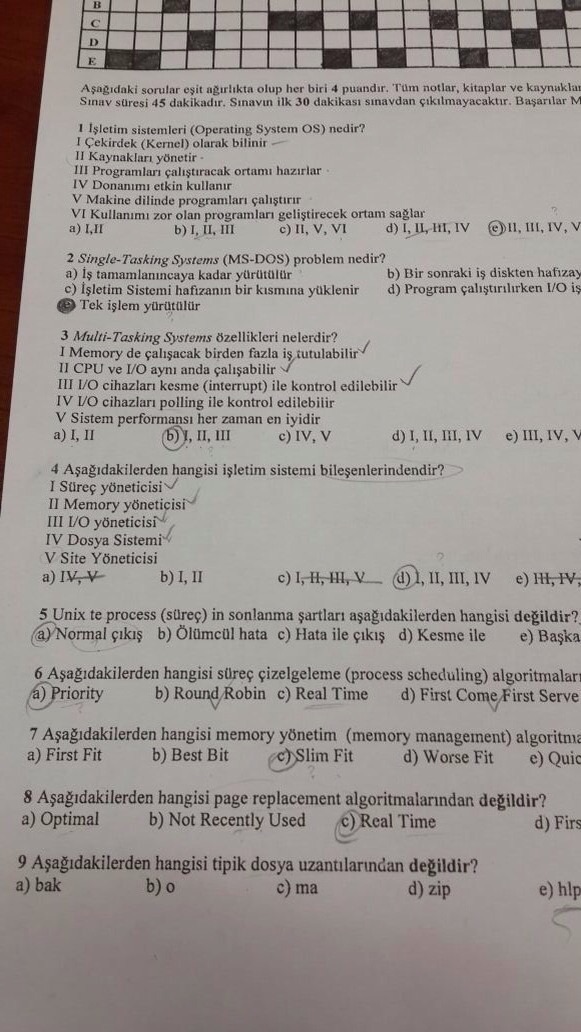 B
C
D
E
Aşağıdaki sorular eşit ağırlıkta olup her biri 4 puandır. Tüm notlar, kitaplar ve kaynaklar
Sınav süresi 45 dakikadır. Sınavın ilk 30 dakikası sınavdan çıkılmayacaktır. Başarılar M
1 İşletim sistemleri (Operating System OS) nedir?
I Çekirdek (Kernel) olarak bilinir
II Kaynakları yönetir
III Programları çalıştıracak ortamı hazırlar
IV Donanımı etkin kullanır
V Makine dilinde programları çalıştırır
VI Kullanımı zor olan programları geliştirecek ortam sağlar
a) I,II b) I, II, III c) II, V, VI d) I, II, III, IV e) II, III, IV, V
2 Single-Tasking Systems (MS-DOS) problem nedir?
a) İş tamamlanıncaya kadar yürütülür b) Bir sonraki iş diskten hafızay
c) İşletim Sistemi hafızanın bir kısmına yüklenir d) Program çalıştırılırken I/O iş
e) Tek işlem yürütülür
3 Multi-Tasking Systems özellikleri nelerdir?
I Memory de çalışacak birden fazla iş tutulabilir
II CPU ve I/O aynı anda çalışabilir
III I/O cihazları kesme (interrupt) ile kontrol edilebilir
IV I/O cihazları polling ile kontrol edilebilir
V Sistem performansı her zaman en iyidir
a) I, II b) I, II, III c) IV, V d) I, II, III, IV e) III, IV, V
4 Aşağıdakilerden hangisi işletim sistemi bileşenlerindendir?
I Süreç yöneticisi
II Memory yöneticisi
III I/O yöneticisi
IV Dosya Sistemi
V Site Yöneticisi
a) IV, V b) I, II c) I, II, III, V d) I, II, III, IV e) III, IV,
5 Unix te process (süreç) in sonlanma şartları aşağıdakilerden hangisi değildir?
a) Normal çıkış b) Ölümcül hata c) Hata ile çıkış d) Kesme ile e) Başka
6 Aşağıdakilerden hangisi süreç çizelgeleme (process scheduling) algoritmaları
a) Priority b) Round Robin c) Real Time d) First Come First Serve
7 Aşağıdakilerden hangisi memory yönetim (memory management) algoritma
a) First Fit b) Best Bit c) Slim Fit d) Worse Fit e) Quic
8 Aşağıdakilerden hangisi page replacement algoritmalarından değildir?
a) Optimal b) Not Recently Used c) Real Time d) Firs
9 Aşağıdakilerden hangisi tipik dosya uzantılarından değildir?
a) bak b) o c) ma d) zip e) hlp